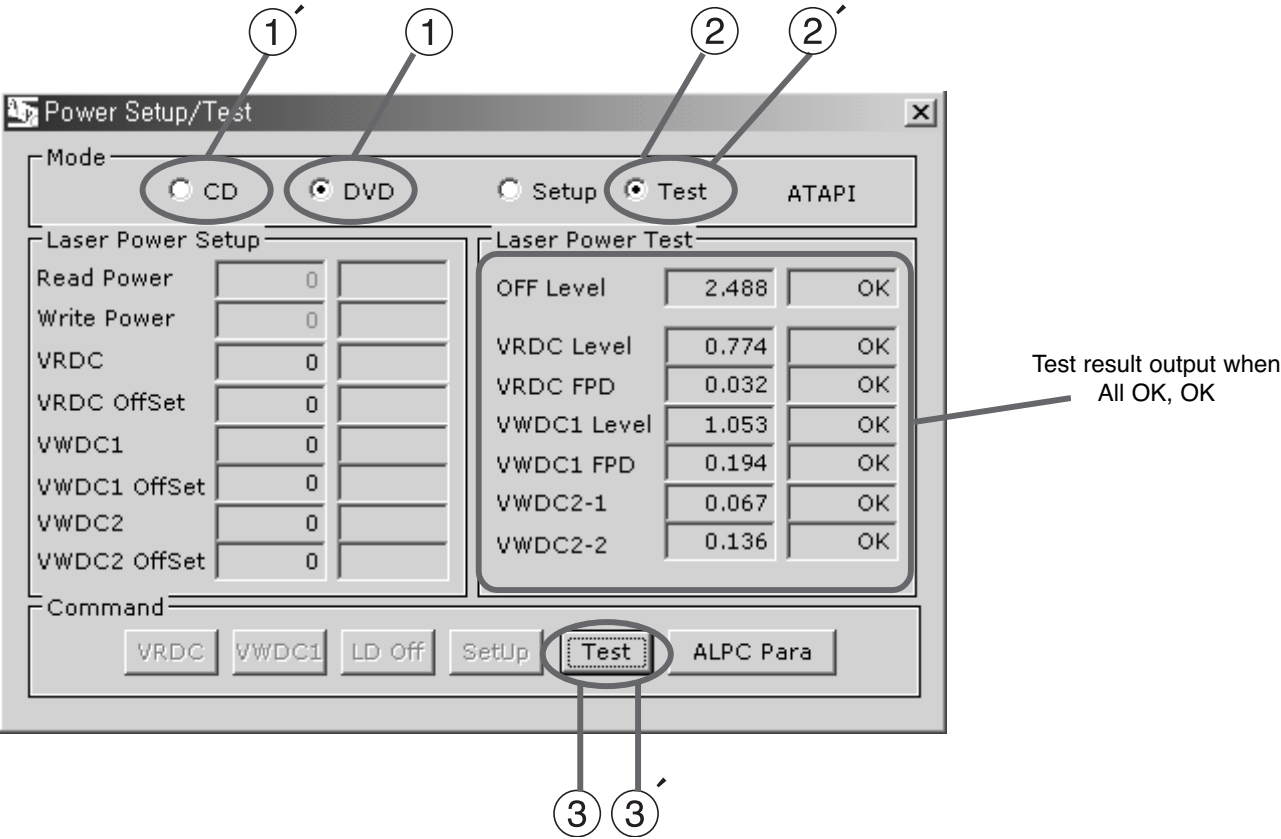 1´ 1 2 2´
Power Setup/Test
Mode
CD DVD Setup Test ATAPI
Laser Power Setup
Read Power 0
Write Power 0
VRDC 0
VRDC OffSet 0
VWDC1 0
VWDC1 OffSet 0
VWDC2 0
VWDC2 OffSet 0
Laser Power Test
OFF Level 2.488 OK
VRDC Level 0.774 OK
VRDC FPD 0.032 OK
VWDC1 Level 1.053 OK
VWDC1 FPD 0.194 OK
VWDC2-1 0.067 OK
VWDC2-2 0.136 OK
Test result output when
All OK, OK
Command
VRDC VWDC1 LD Off SetUp Test ALPC Para
3 3´